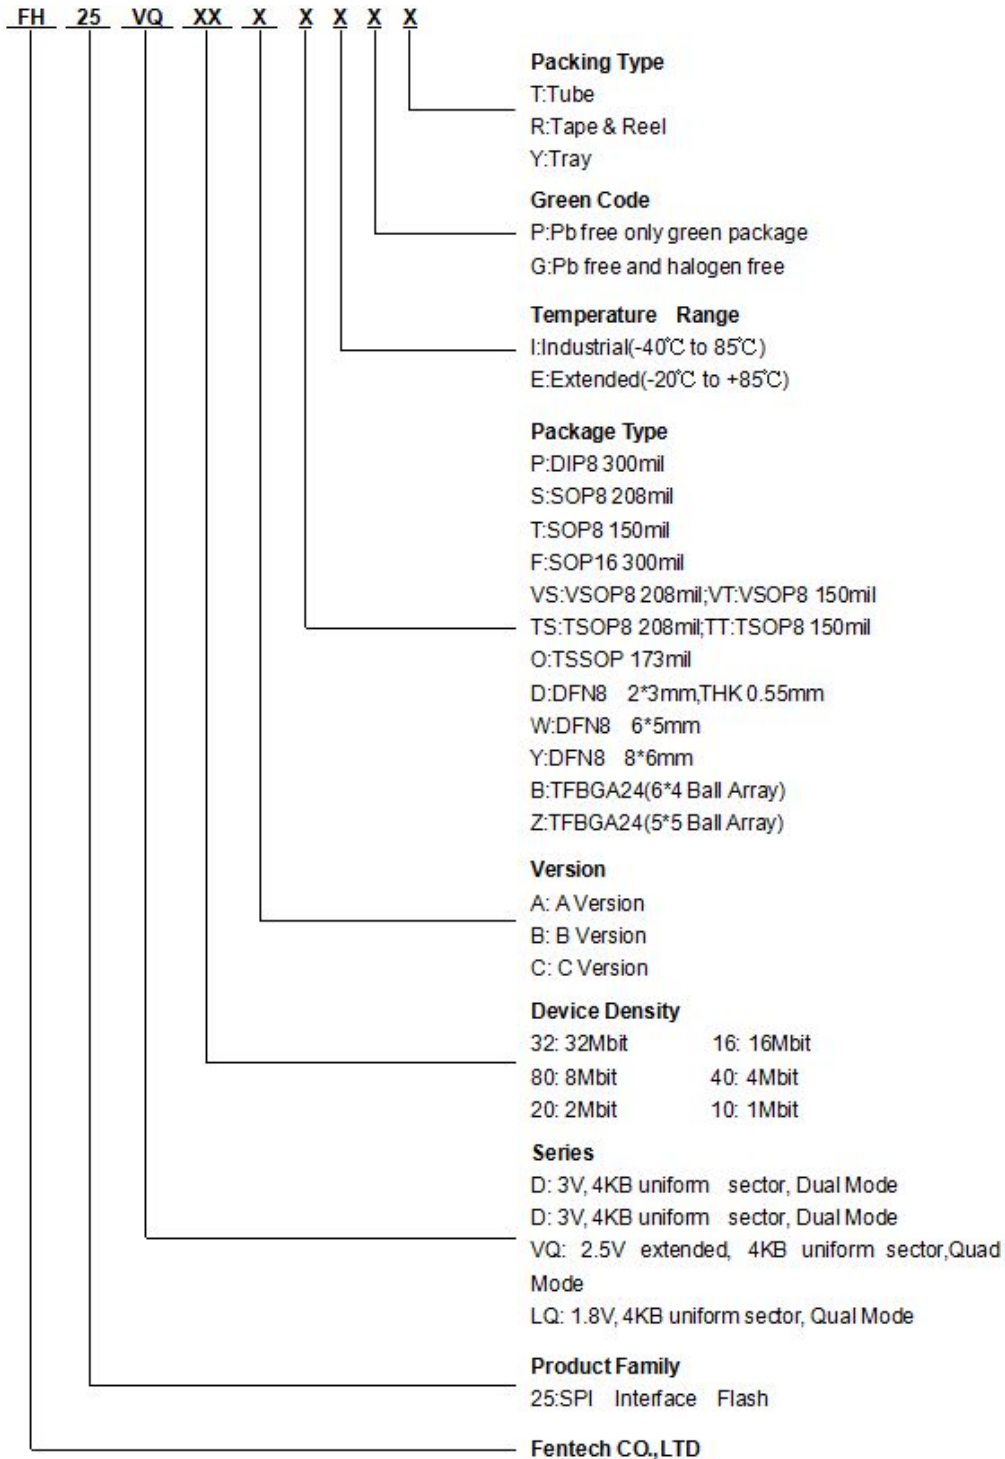 FH 25 VQ XX X X X X X
Packing Type
T:Tube
R:Tape & Reel
Y:Tray
Green Code
P:Pb free only green package
G:Pb free and halogen free
Temperature Range
I:Industrial(-40℃ to 85℃)
E:Extended(-20℃ to +85℃)
Package Type
P:DIP8 300mil
S:SOP8 208mil
T:SOP8 150mil
F:SOP16 300mil
VS:VSOP8 208mil;VT:VSOP8 150mil
TS:TSOP8 208mil;TT:TSOP8 150mil
O:TSSOP 173mil
D:DFN8 2*3mm,THK 0.55mm
W:DFN8 6*5mm
Y:DFN8 8*6mm
B:TFBGA24(6*4 Ball Array)
Z:TFBGA24(5*5 Ball Array)
Version
A: A Version
B: B Version
C: C Version
Device Density
32: 32Mbit 16: 16Mbit
80: 8Mbit 40: 4Mbit
20: 2Mbit 10: 1Mbit
Series
D: 3V, 4KB uniform sector, Dual Mode
D: 3V, 4KB uniform sector, Dual Mode
VQ: 2.5V extended, 4KB uniform sector,Quad
Mode
LQ: 1.8V, 4KB uniform sector, Qual Mode
Product Family
25:SPI Interface Flash
Fentech CO.,LTD